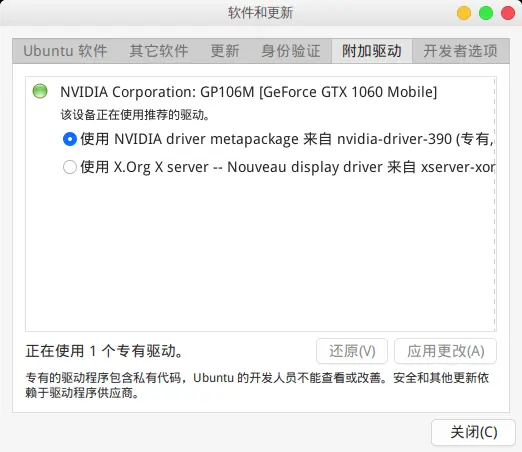 软件和更新
Ubuntu 软件 其它软件 更新 身份验证 附加驱动 开发者选项
NVIDIA Corporation: GP106M [GeForce GTX 1060 Mobile]
该设备正在使用推荐的驱动。
使用 NVIDIA driver metapackage 来自 nvidia-driver-390 (专有,
使用 X.Org X server -- Nouveau display driver 来自 xserver-xor
正在使用 1 个专有驱动。 还原(V) 应用更改(A)
专有的驱动程序包含私有代码，Ubuntu 的开发人员不能查看或改善。安全和其他更新依
赖于驱动程序供应商。
关闭(C)